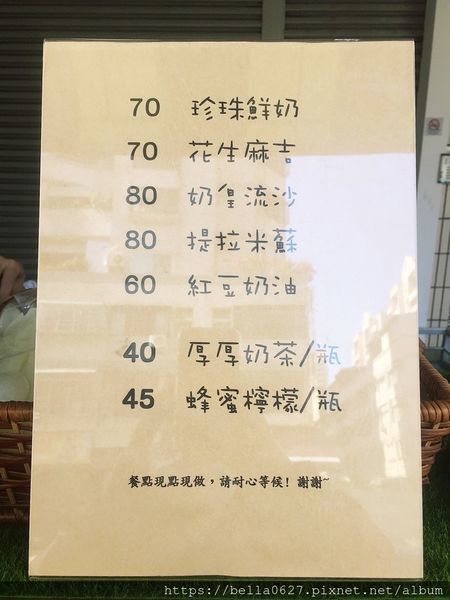 70 珍珠鮮奶
70 花生麻吉
80 奶皇流沙
80 提拉米蘇
60 紅豆奶油
40 厚厚奶茶/瓶
45 蜂蜜檸檬/瓶
餐點現點現做，請耐心等候! 謝謝~
https://bella0627.pixnet.net/album